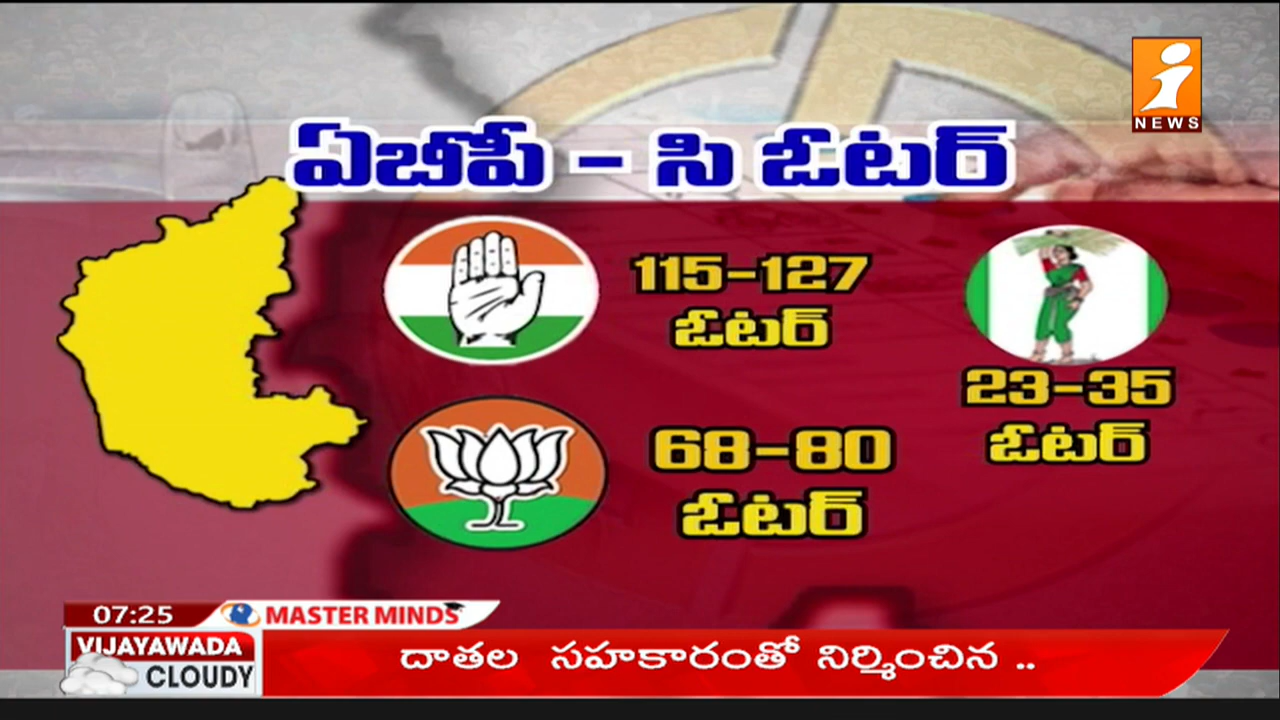 i
NEWS
ఏబీపీ - సి ఓటర్
115-127
ఓటర్
23-35
ఓటర్
68-80
ఓటర్
07:25
MASTER MINDS
VIJAYAWADA
CLOUDY
దాతల సహకారంతో నిర్మించిన ..